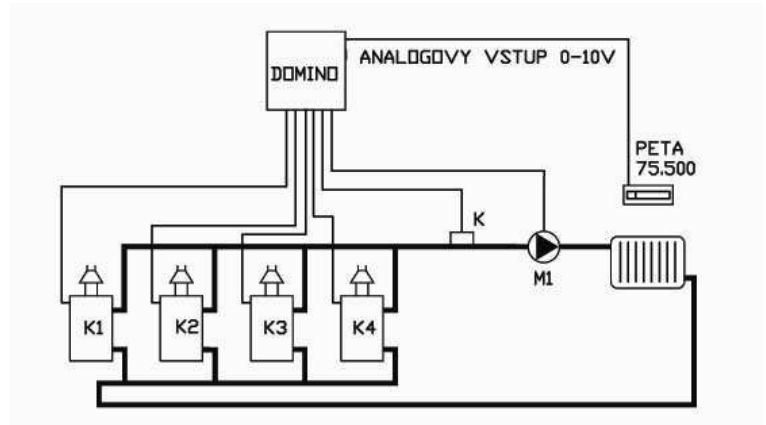 DOMINO
ANALOGOVY VSTUP 0-10V
PETA
75.500
K
M1
K1
K2
K3
K4